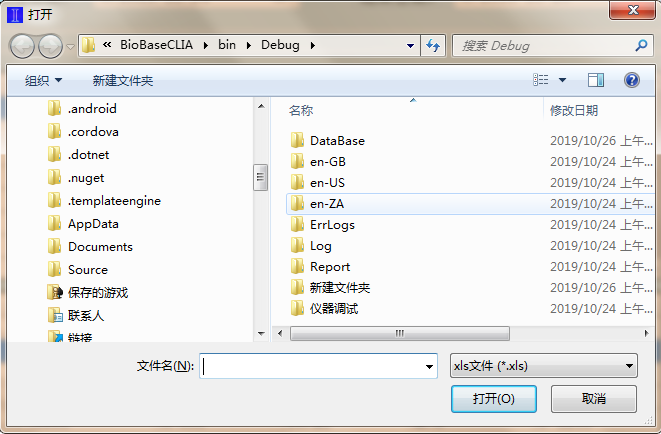 打开
« BioBaseCLIA bin Debug
搜索 Debug
组织 新建文件夹
.android
.cordova
.dotnet
.nuget
.templateengine
AppData
Documents
Source
保存的游戏
联系人
链接
名称 修改日期
DataBase 2019/10/26 上午...
en-GB 2019/10/24 上午...
en-US 2019/10/24 上午...
en-ZA 2019/10/24 上午...
ErrLogs 2019/10/24 上午...
Log 2019/10/24 上午...
Report 2019/10/24 上午...
新建文件夹 2019/10/26 上午...
仪器调试 2019/10/24 上午...
文件名(N):
xls文件 (*.xls)
打开(O) 取消